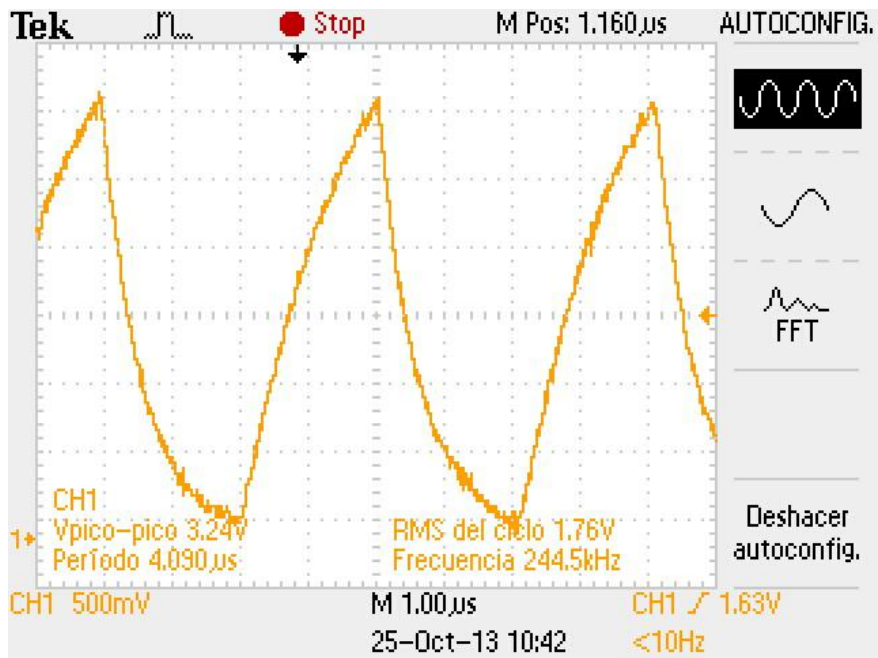 Tek Stop M Pos: 1.160µs AUTOCONFIG.
FFT
CH1
Vpico-pico 3.24V RMS del ciclo 1.76V
Período 4.090µs Frecuencia 244.5kHz
1
Deshacer
autoconfig.
CH1 500mV M 1.00µs CH1 1.63V
25-Oct-13 10:42 <10Hz